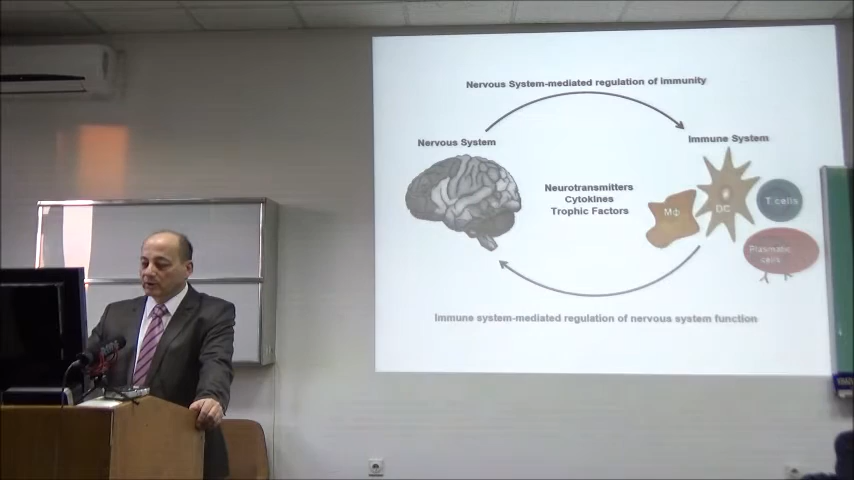 Nervous System-mediated regulation of immunity
Nervous System
Immune System
Neurotransmitters
Cytokines
Trophic Factors
MΦ
DC
T cells
Plasmatic
cells
Immune system-mediated regulation of nervous system function